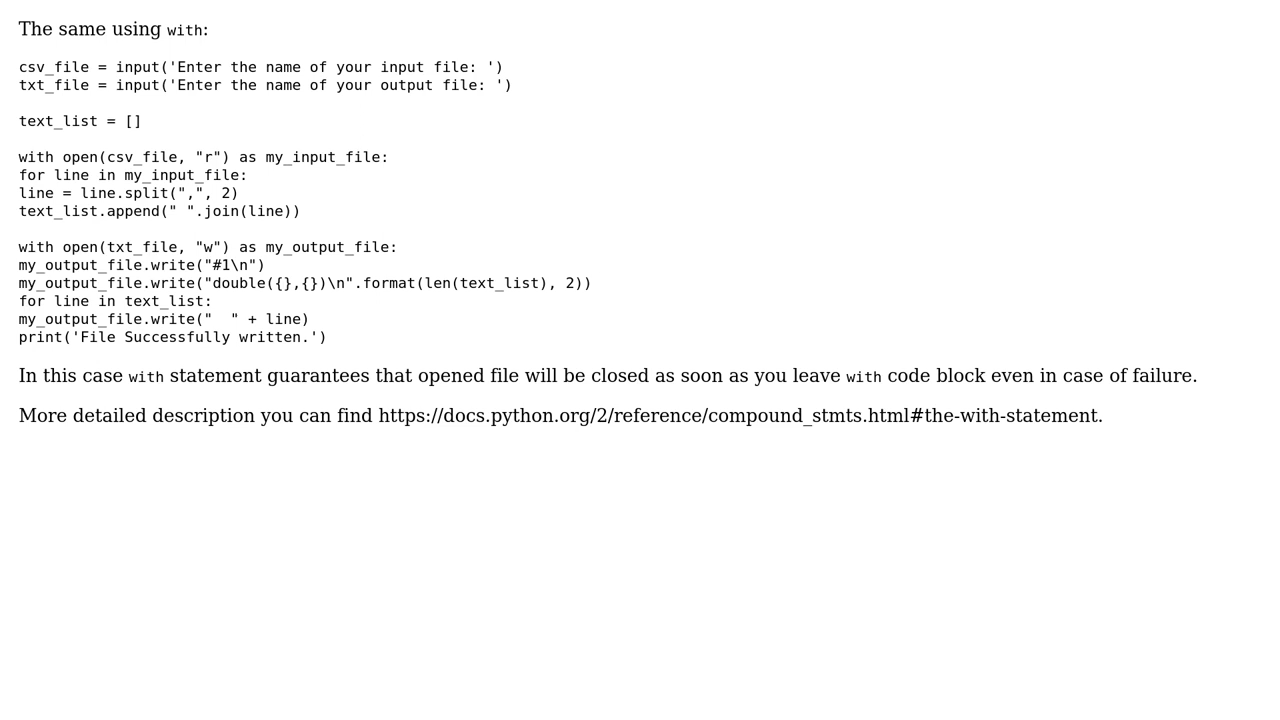 The same using with:
csv_file = input('Enter the name of your input file: ')
txt_file = input('Enter the name of your output file: ')
text_list = []
with open(csv_file, "r") as my_input_file:
for line in my_input_file:
line = line.split(",", 2)
text_list.append(" ".join(line))
with open(txt_file, "w") as my_output_file:
my_output_file.write("#1\n")
my_output_file.write("double({},{})\n".format(len(text_list), 2))
for line in text_list:
my_output_file.write("  " + line)
print('File Successfully written.')
In this case with statement guarantees that opened file will be closed as soon as you leave with code block even in case of failure.
More detailed description you can find https://docs.python.org/2/reference/compound_stmts.html#the-with-statement.